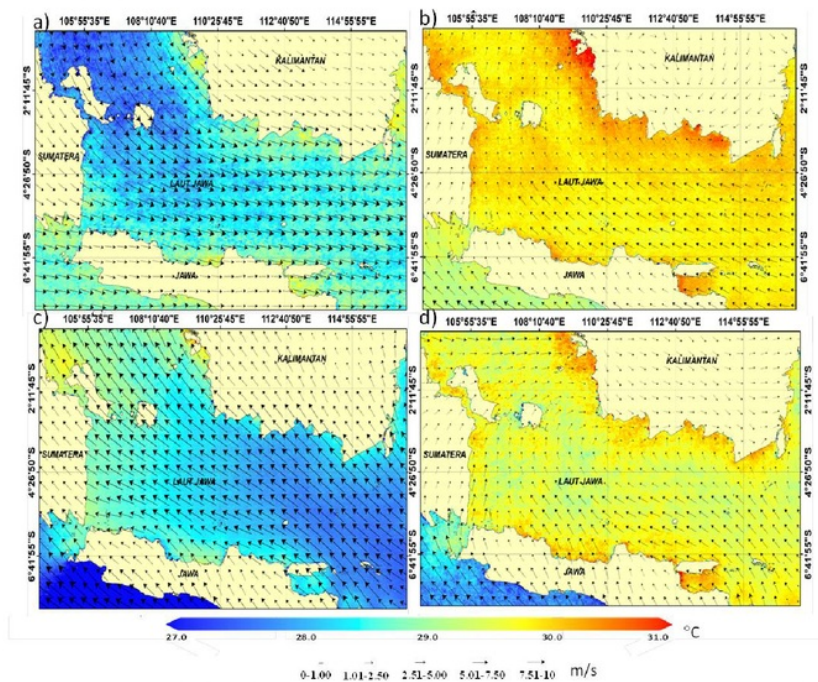 a)
105°55'35"E 108°10'40"E 110°25'45"E 112°40'50"E 114°55'55"E
2°11'45"S
4°26'50"S
6°41'55"S
KALIMANTAN
SUMATERA
LAUT JAWA
JAWA
b)
105°55'35"E 108°10'40"E 110°25'45"E 112°40'50"E 114°55'55"E
2°11'45"S
4°26'50"S
6°41'55"S
KALIMANTAN
SUMATERA
LAUT JAWA
JAWA
c)
105°55'35"E 108°10'40"E 110°25'45"E 112°40'50"E 114°55'55"E
2°11'45"S
4°26'50"S
6°41'55"S
KALIMANTAN
SUMATERA
LAUT JAWA
JAWA
d)
105°55'35"E 108°10'40"E 110°25'45"E 112°40'50"E 114°55'55"E
2°11'45"S
4°26'50"S
6°41'55"S
KALIMANTAN
SUMATERA
LAUT JAWA
JAWA
27.0 28.0 29.0 30.0 31.0 °C
0-1.00 1.01-2.50 2.51-5.00 5.01-7.50 7.51-10 m/s